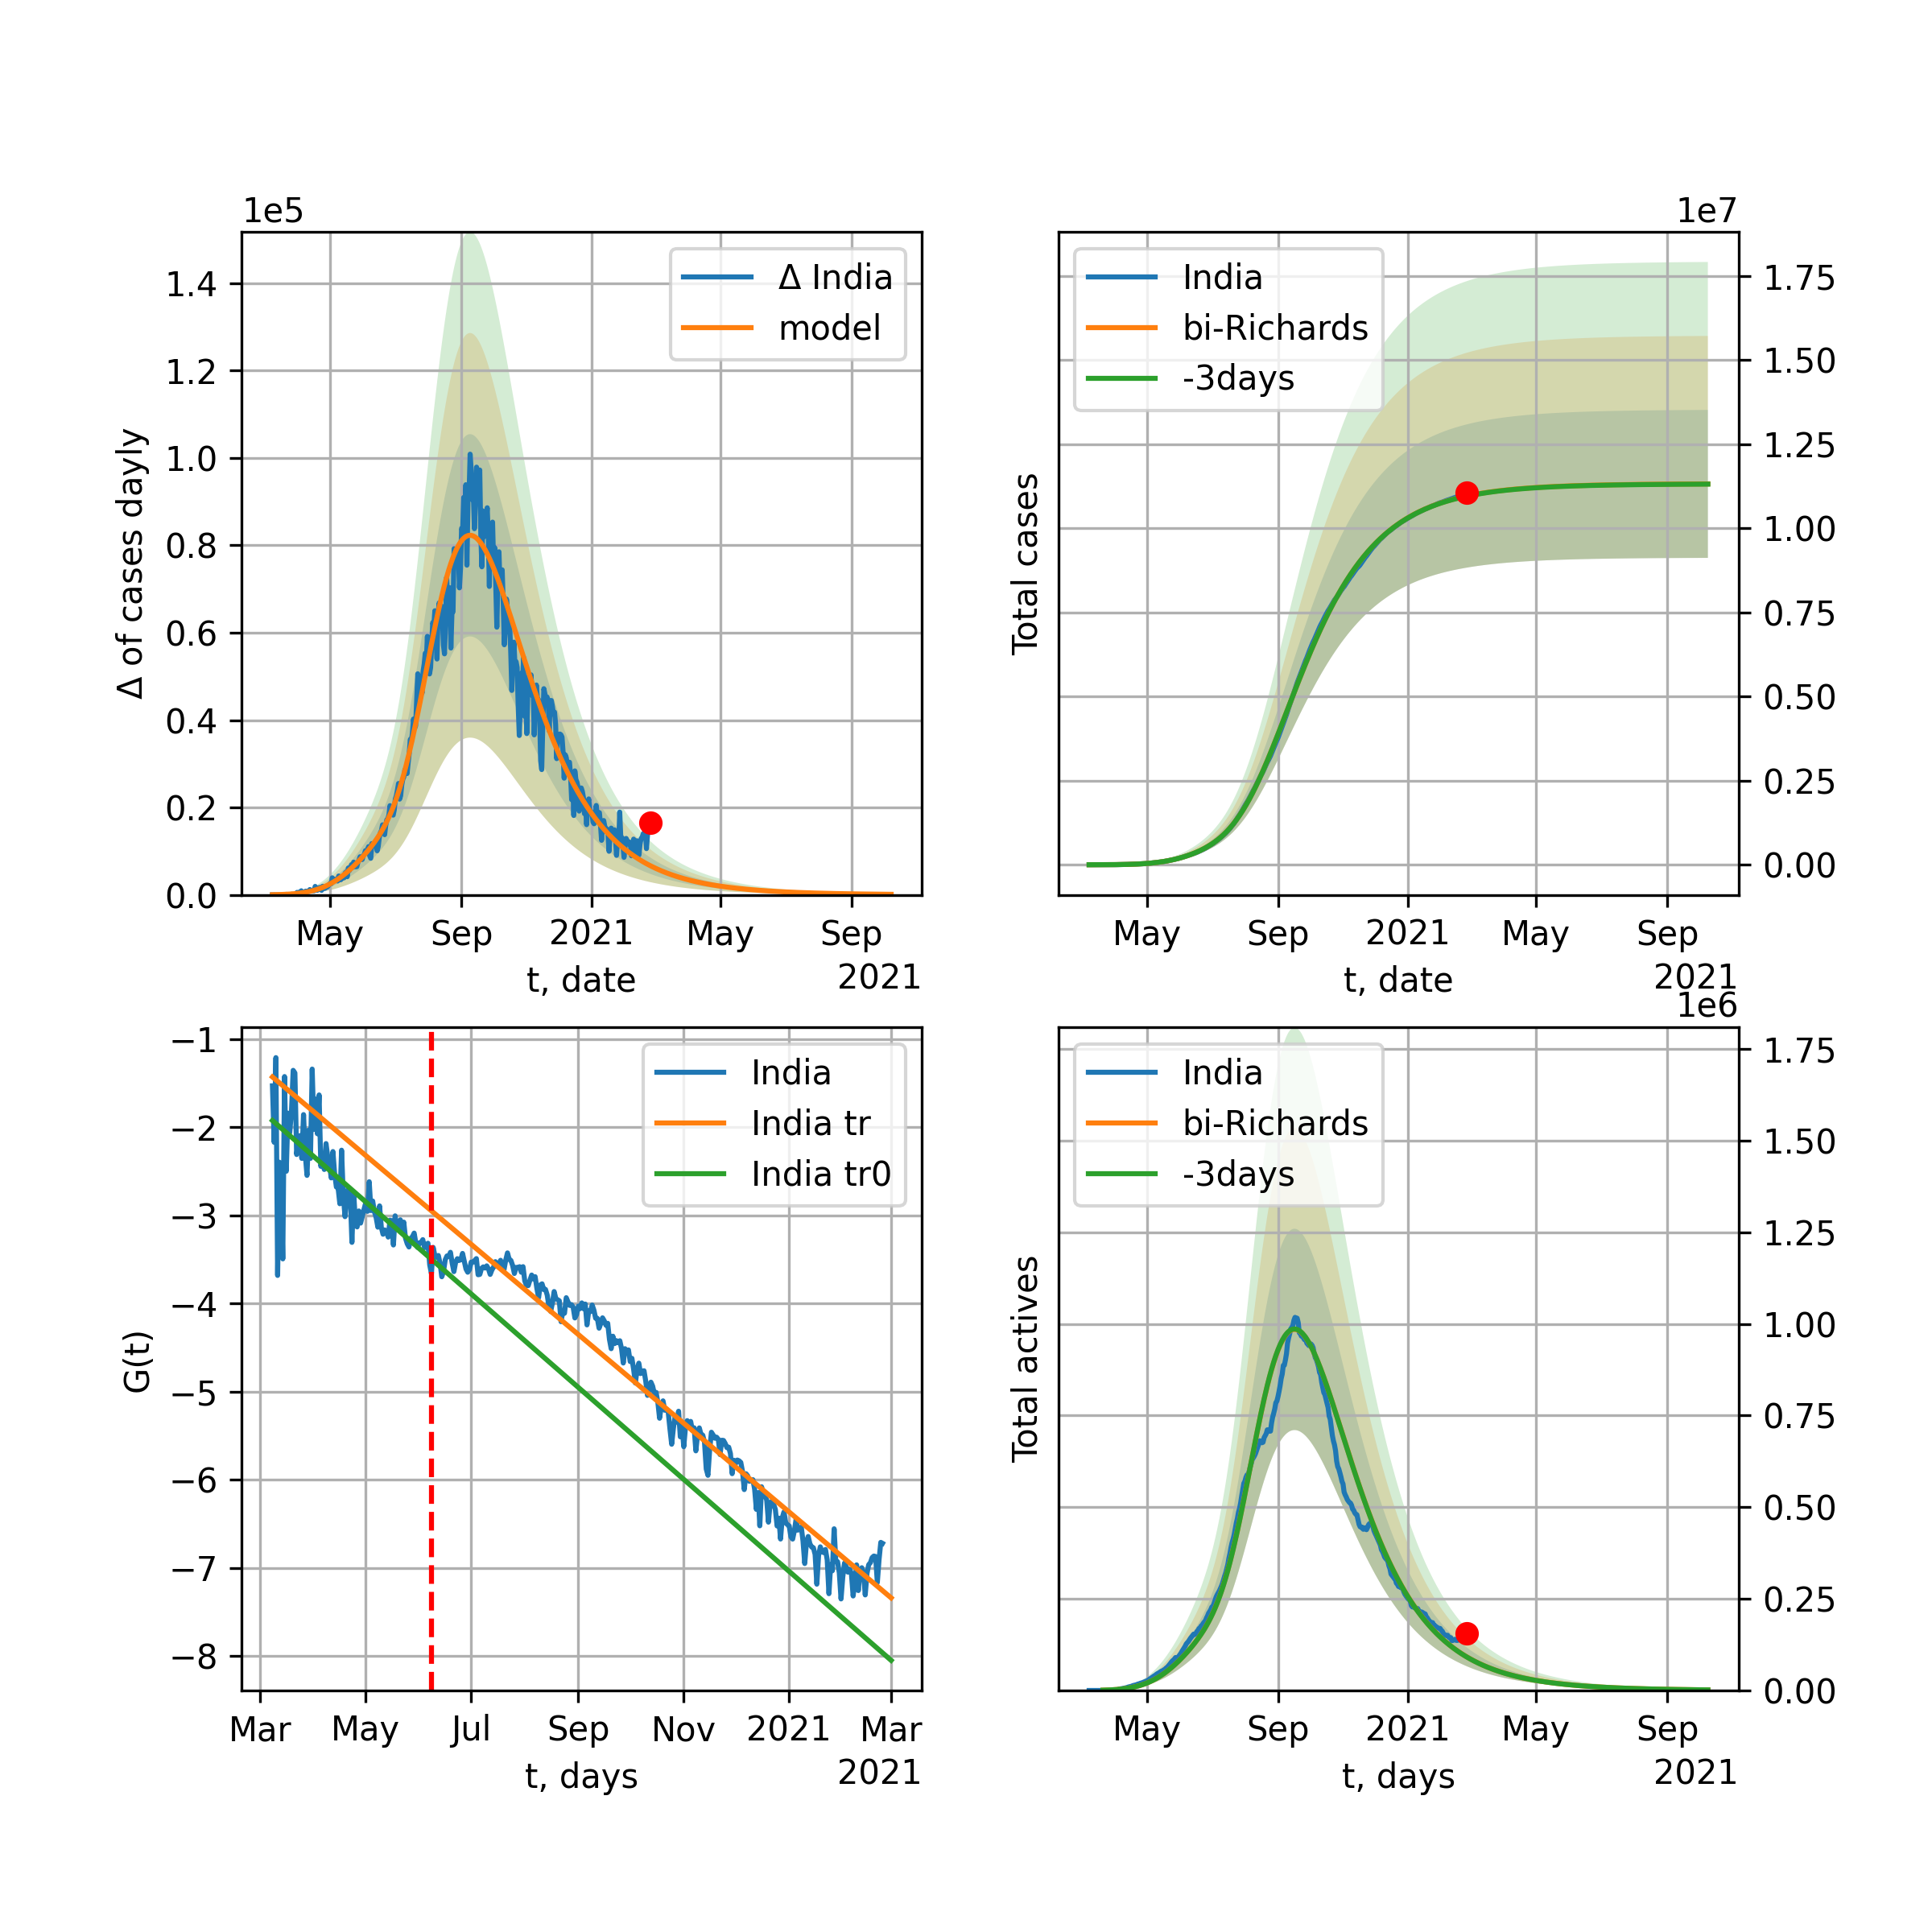 1e5
Δ India
model
1.4
1.2
1.0
0.8
0.6
0.4
0.2
0.0
Δ of cases dayly
May Sep 2021 May Sep
t, date
2021
1e7
India
bi-Richards
-3days
1.75
1.50
1.25
1.00
0.75
0.50
0.25
0.00
Total cases
May Sep 2021 May Sep
t, date
2021
India
India tr
India tr0
−1
−2
−3
−4
−5
−6
−7
−8
G(t)
Mar May Jul Sep Nov 2021 Mar
t, days
2021
1e6
India
bi-Richards
-3days
1.75
1.50
1.25
1.00
0.75
0.50
0.25
0.00
Total actives
May Sep 2021 May Sep
t, days
2021